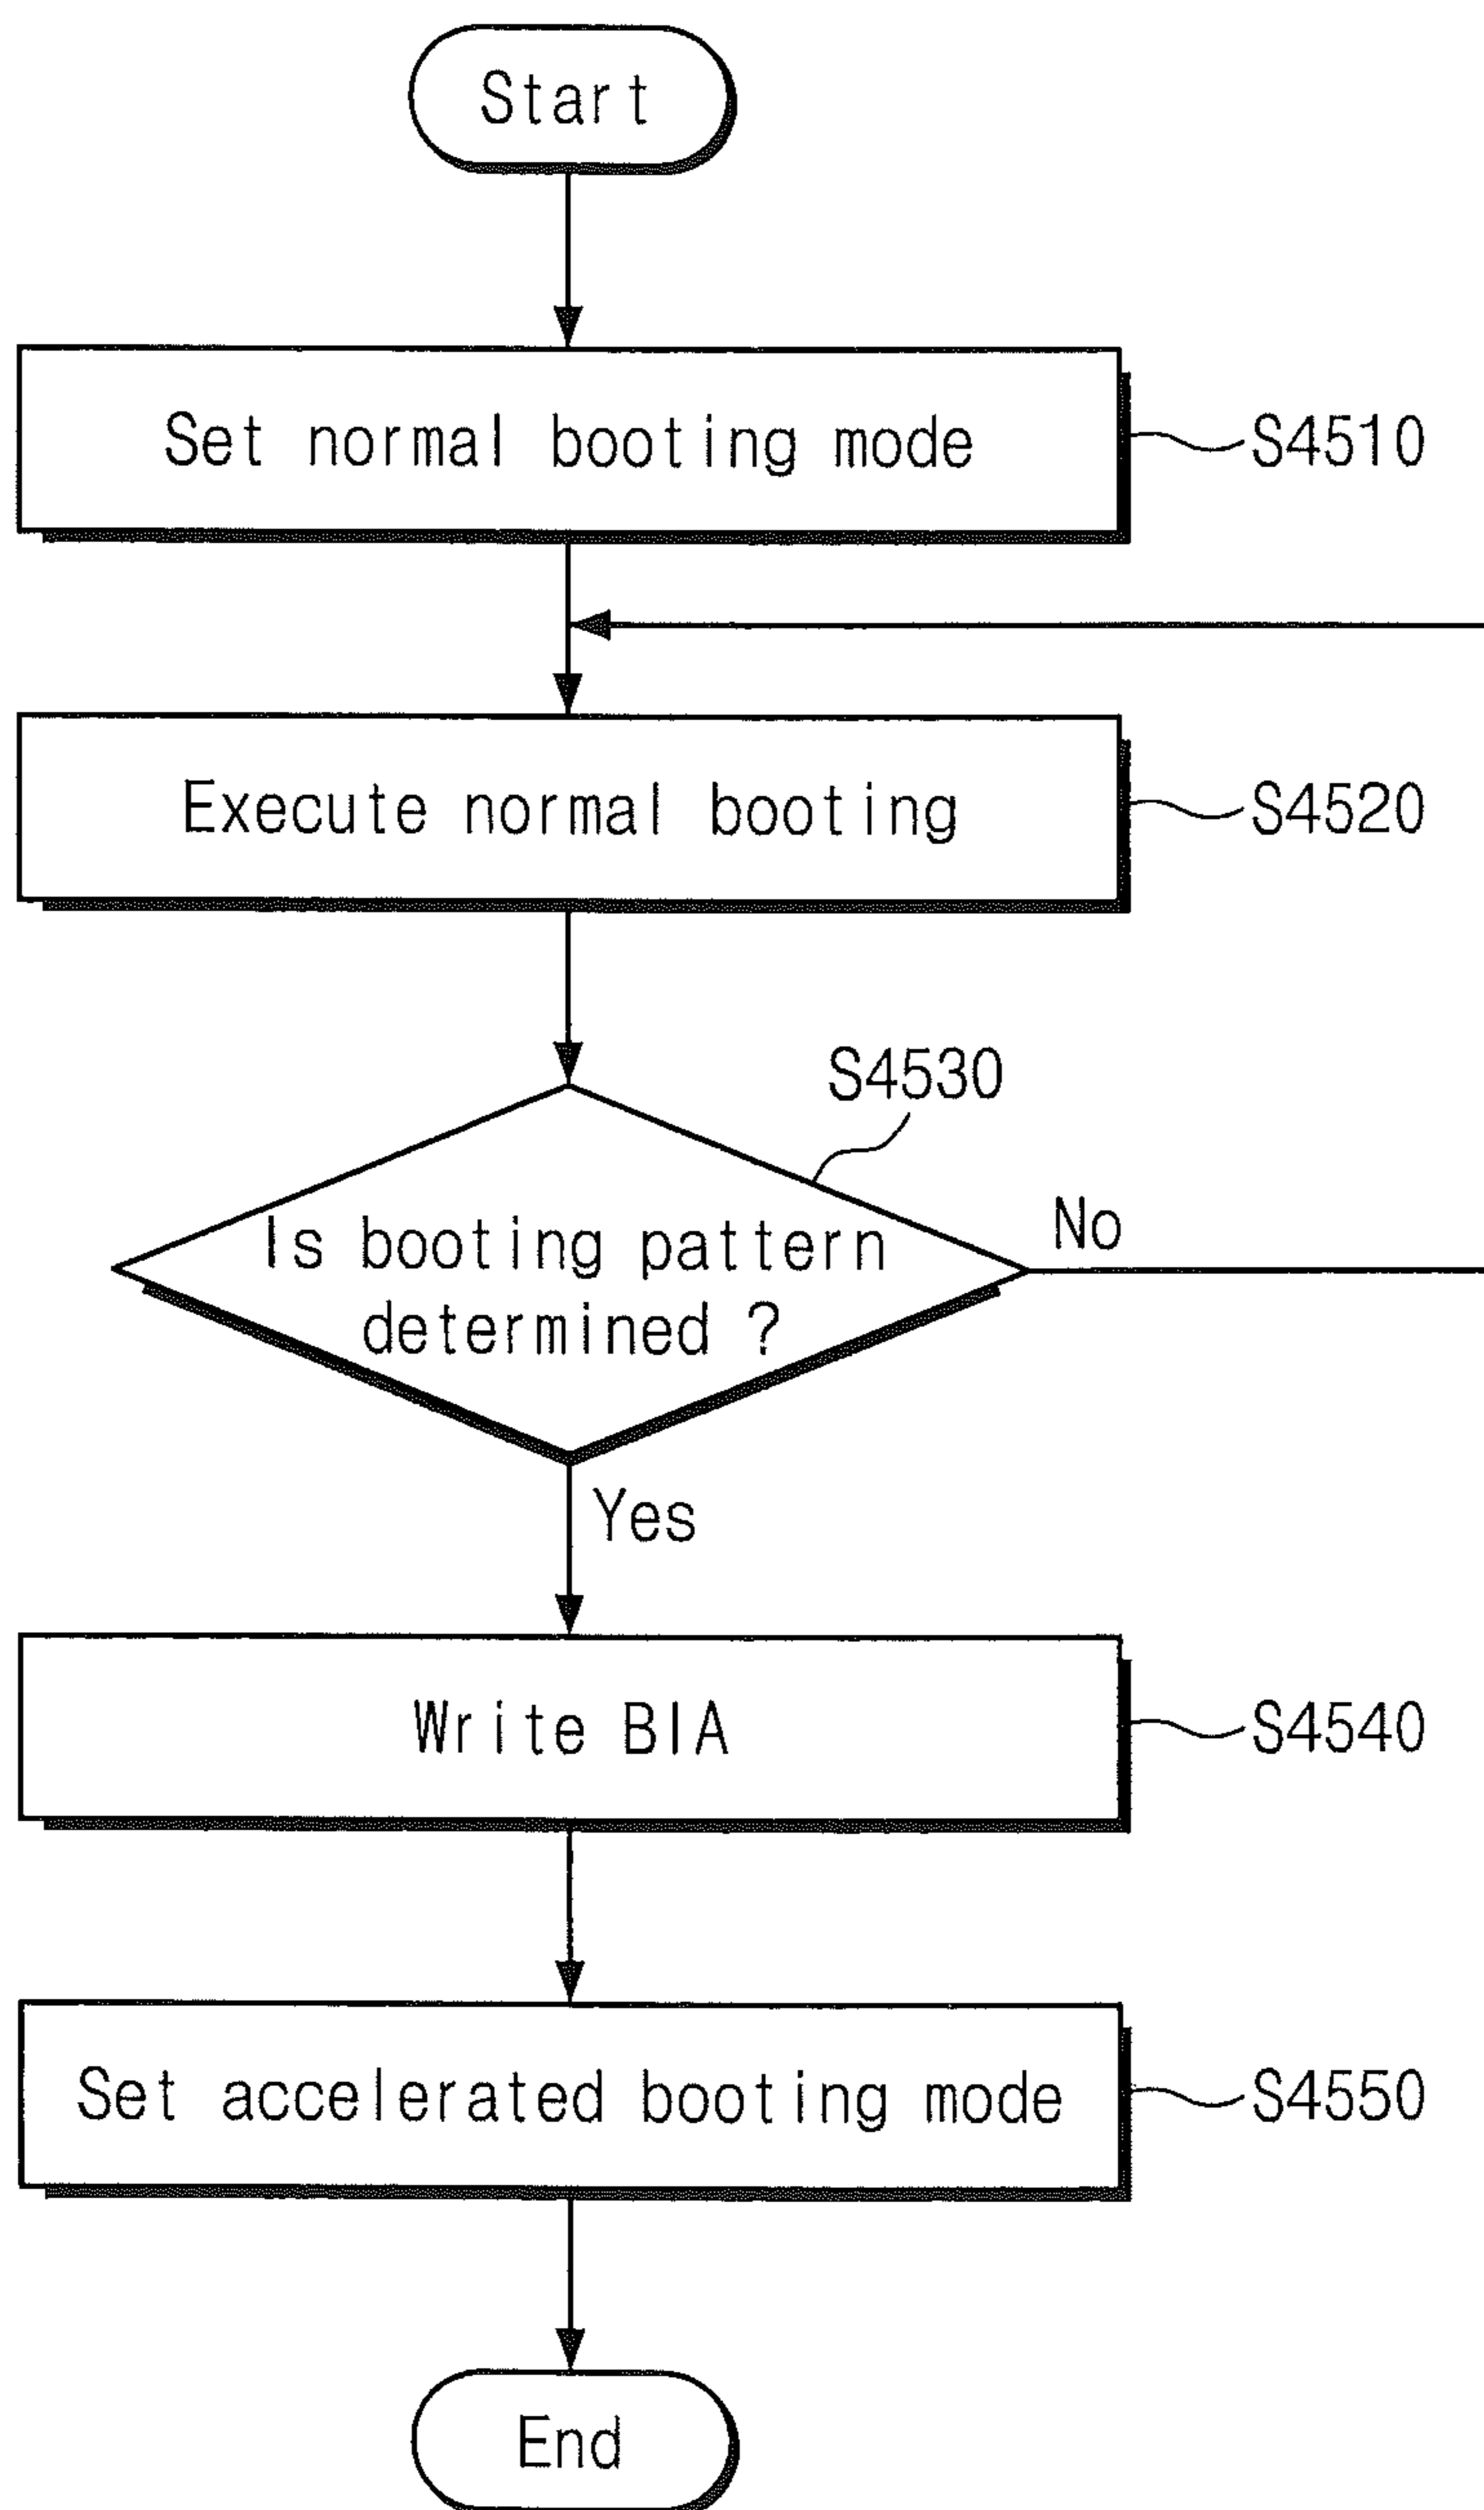 Start
Set normal booting mode
S4510
Execute normal booting
S4520
S4530
Is booting pattern
determined ?
No
Yes
Write BIA
S4540
Set accelerated booting mode
S4550
End